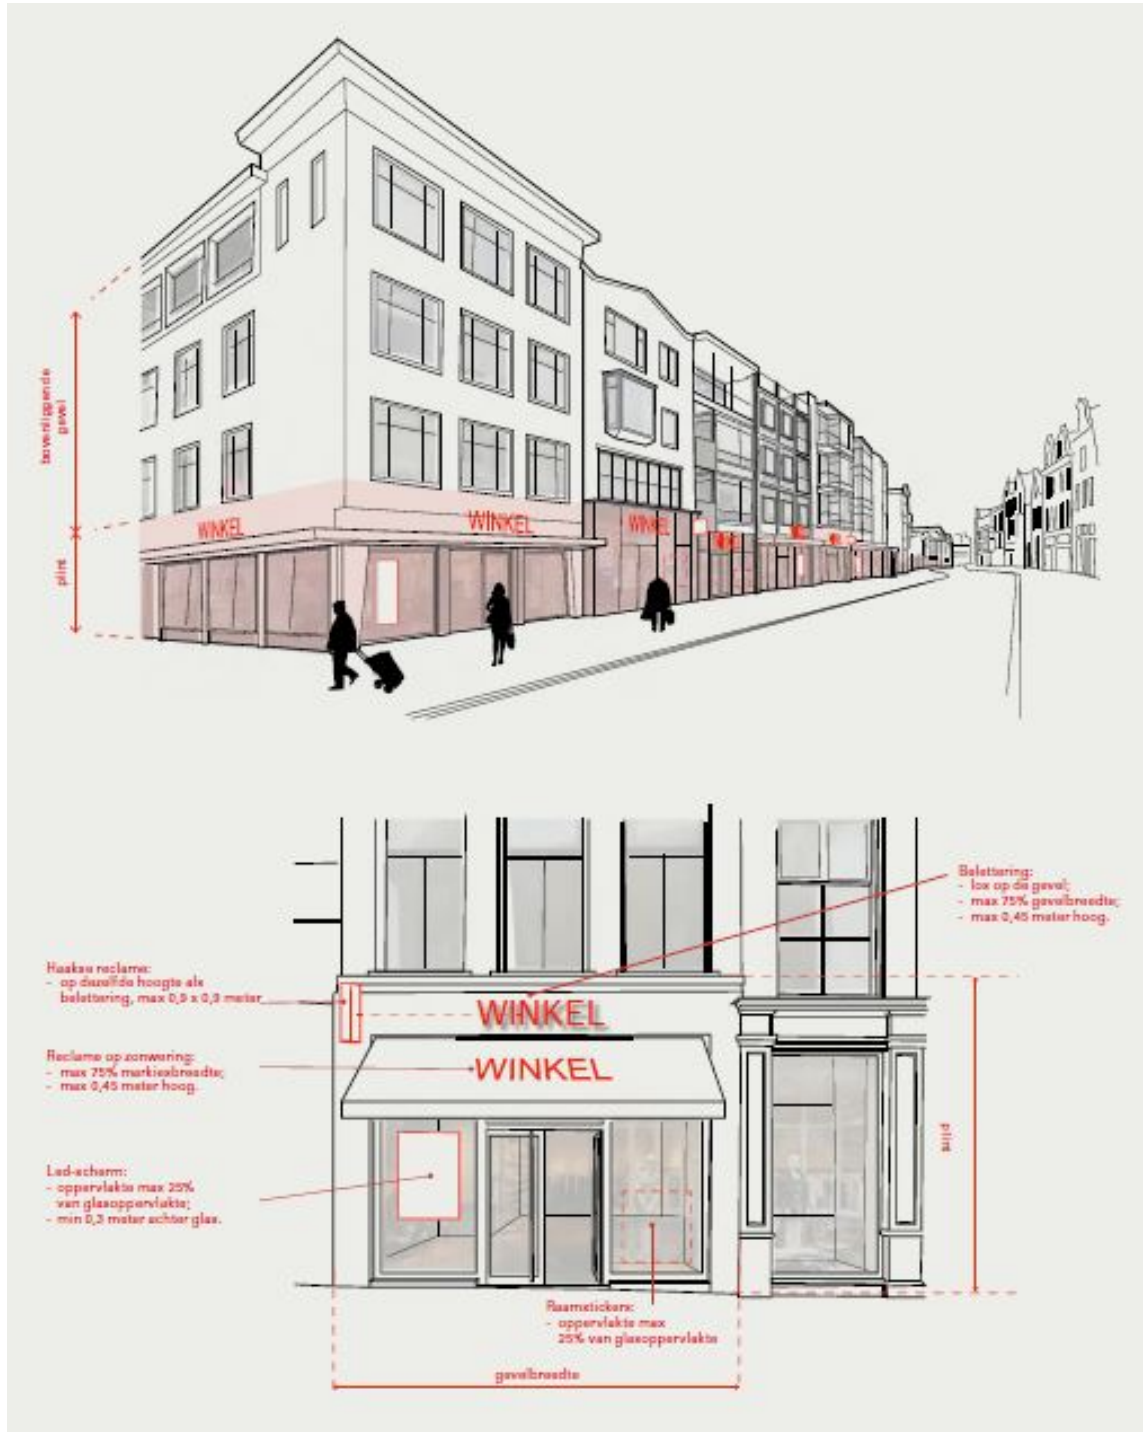 bovenliggende
gevel
plint
WINKEL
WINKEL
WINKEL
Belettering:
- los op de gevel;
- max 75% gevelbreedte;
- max 0,45 meter hoog.
Haakse reclame:
- op dezelfde hoogte als
belettering, max 0,9 x 0,9 meter
WINKEL
Reclame op zonwering:
- max 75% markiesbreedte;
- max 0,45 meter hoog.
WINKEL
plint
Led-scherm:
- oppervlakte max 25%
van glasoppervlakte;
- min 0,3 meter achter glas.
Raamstickers:
- oppervlakte max
25% van glasoppervlakte
gevelbreedte